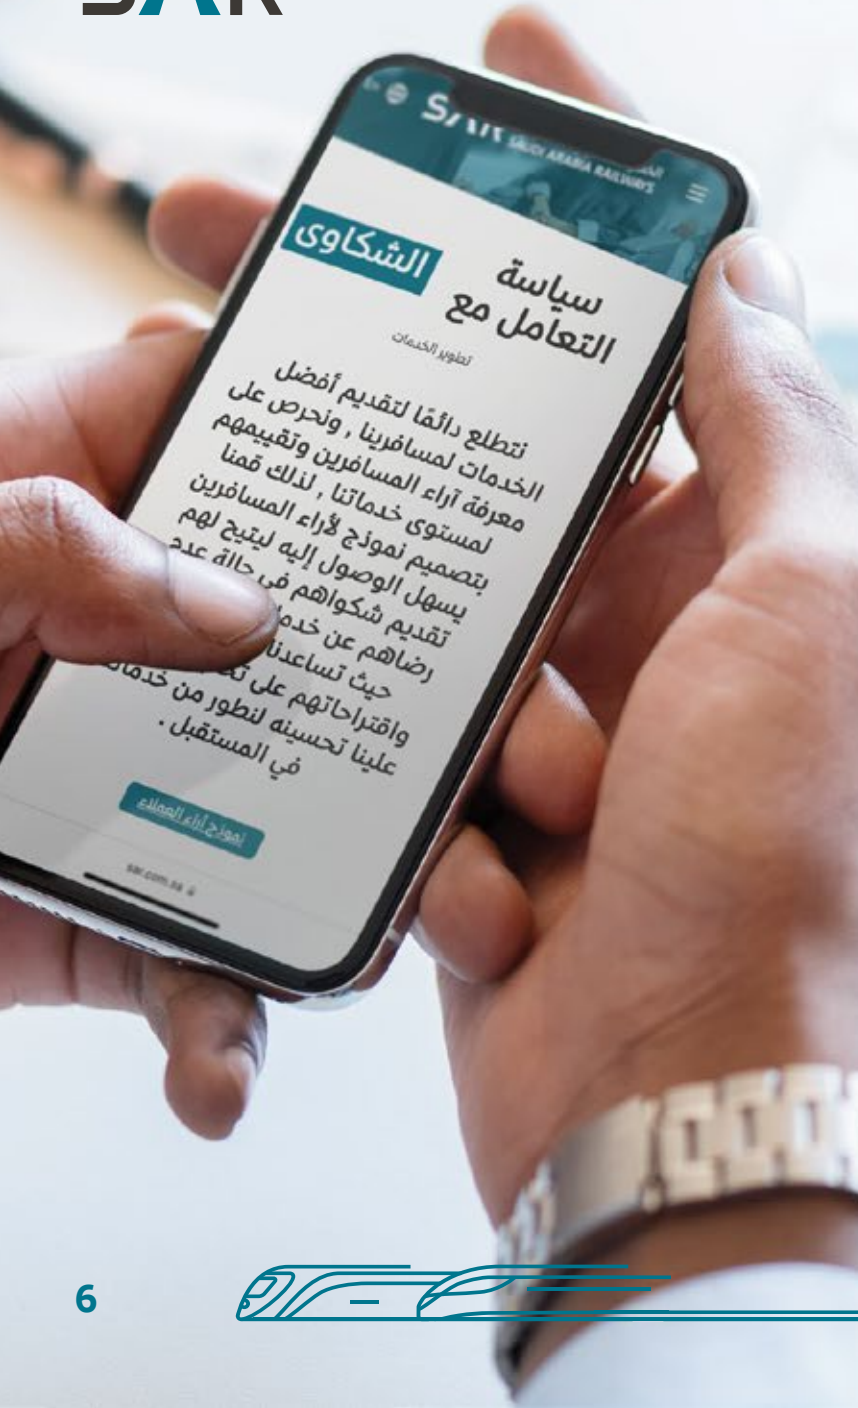 SAR
SAR
SAUDI ARABIA RAILWAYS
سياسة
التعامل مع
الشكاوى
تطوير الخدمات
نتطلع دائمًا لتقديم أفضل
الخدمات لمسافرينا , ونحرص على
معرفة آراء المسافرين وتقييمهم
لمستوى خدماتنا , لذلك قمنا
بتصميم نموذج لأراء المسافرين
يسهل الوصول إليه ليتيح لهم
تقديم شكواهم في حالة عدم
رضاهم عن
حيث تساعدنا
واقتراحاتهم على
علينا تحسينه لنطور من
في المستقبل .
نموذج آراء العملاء
sar.com.sa
6